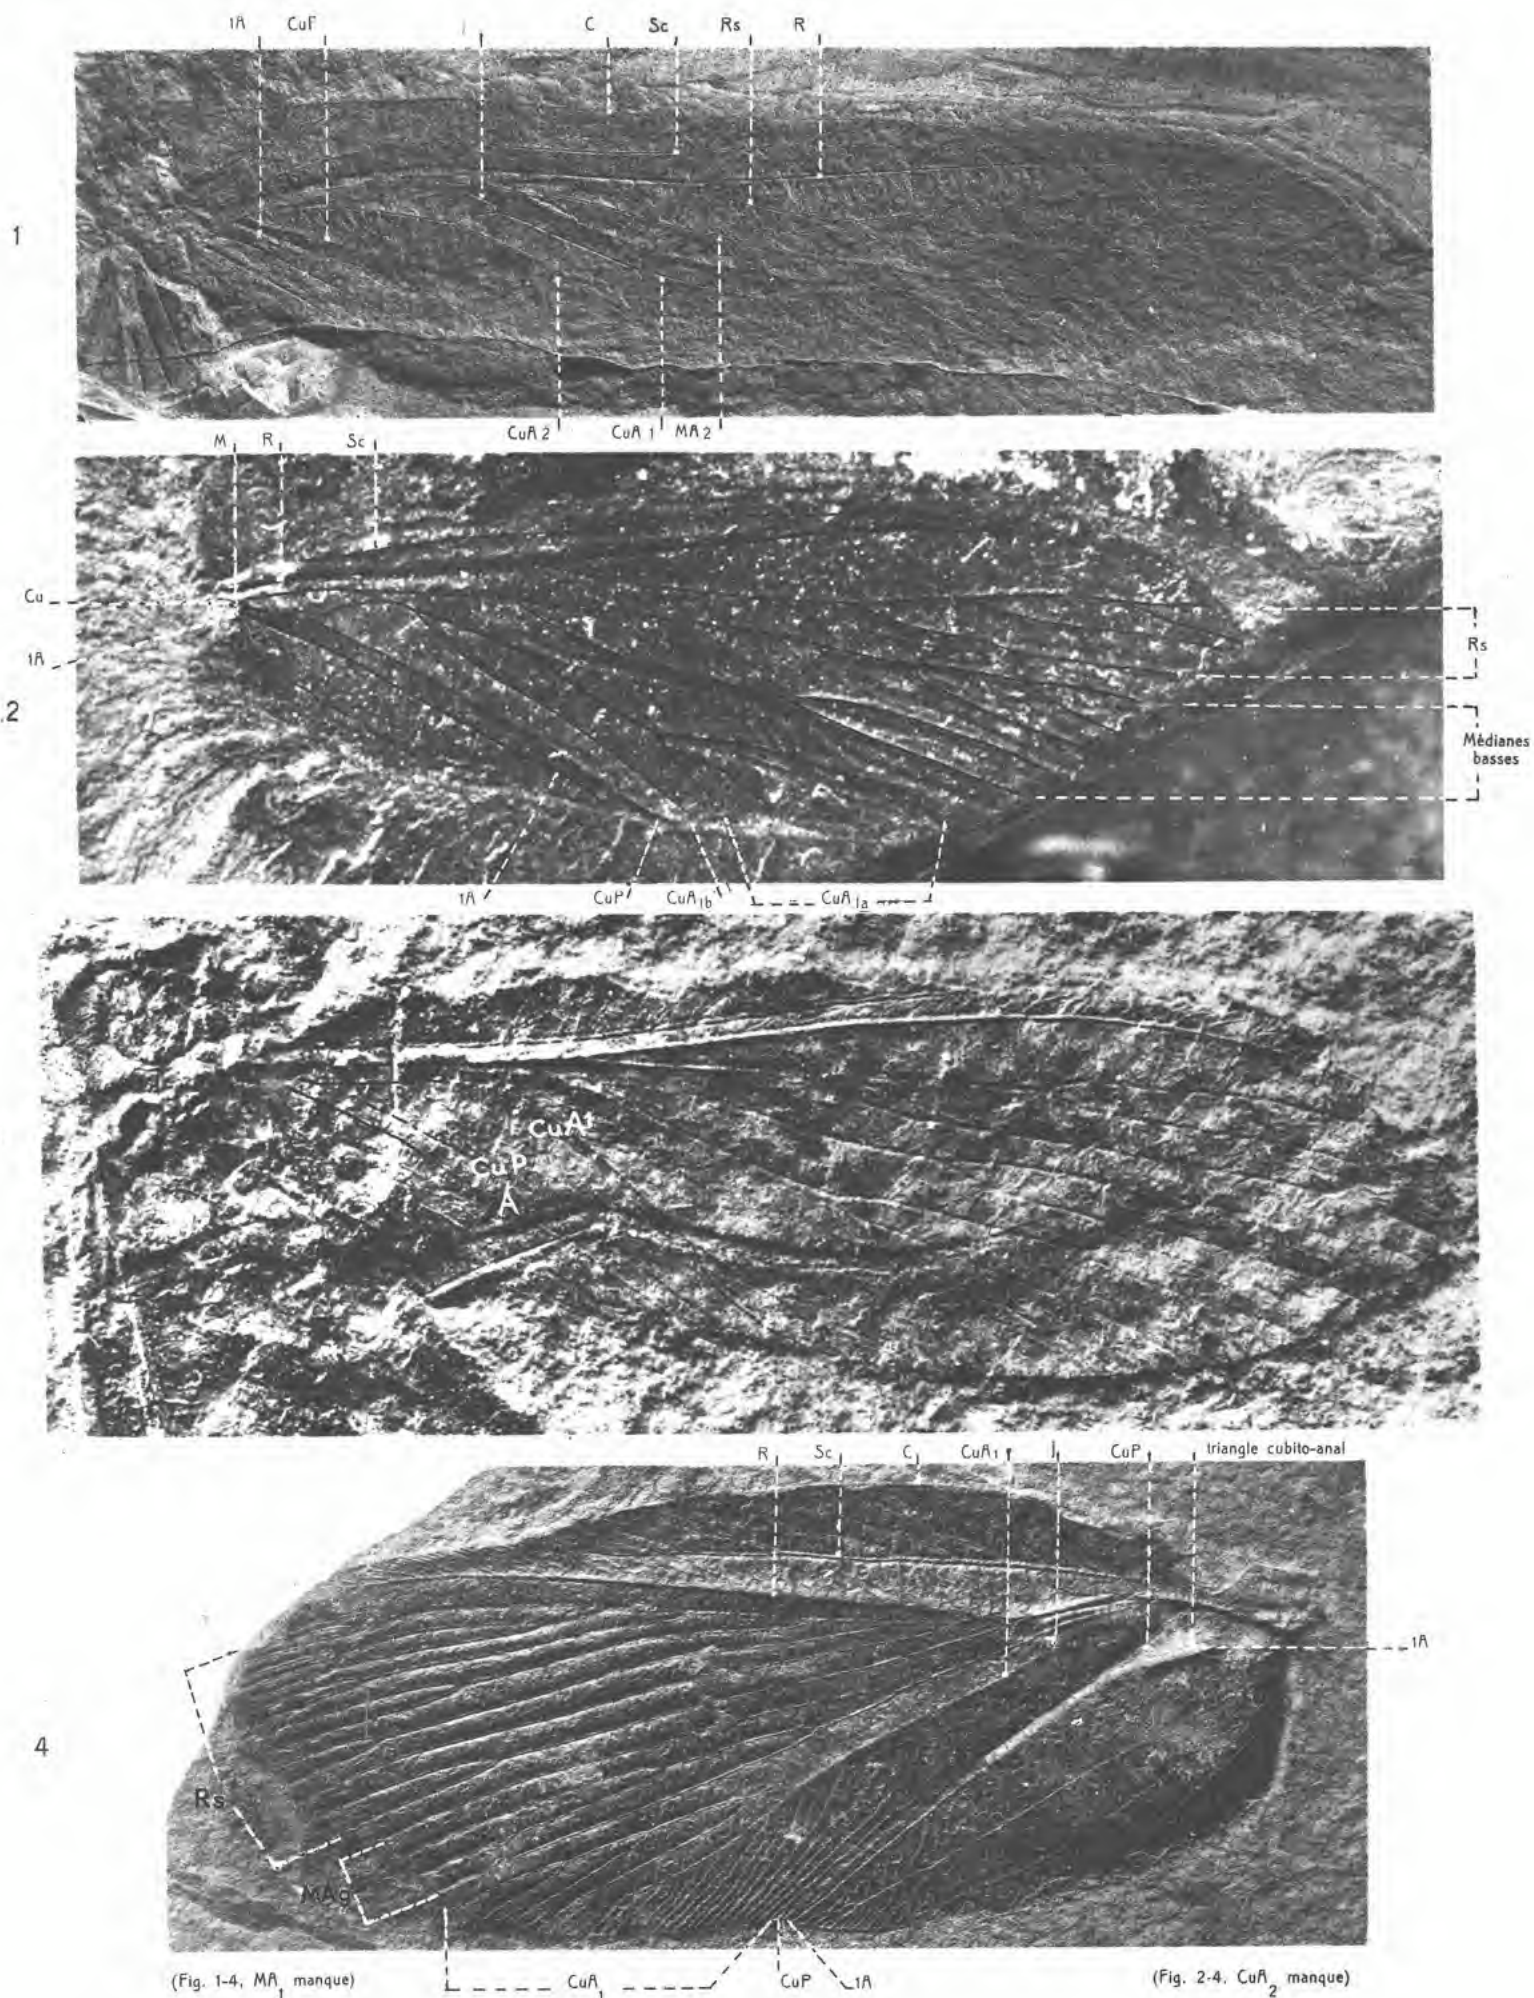 1A CuP j C Sc Rs R
1
CuA 2 CuA 1 MA 2
M R Sc
Cu
1A
Rs
2
Médianes
basses
1A CuP CuA1b CuA1a
CuA1
CuP
A
R Sc C CuA1 j CuP triangle cubito-anal
1A
4
Rs
MAg
(Fig. 1-4, MA1 manque) CuA1 CuP 1A (Fig. 2-4, CuA2 manque)